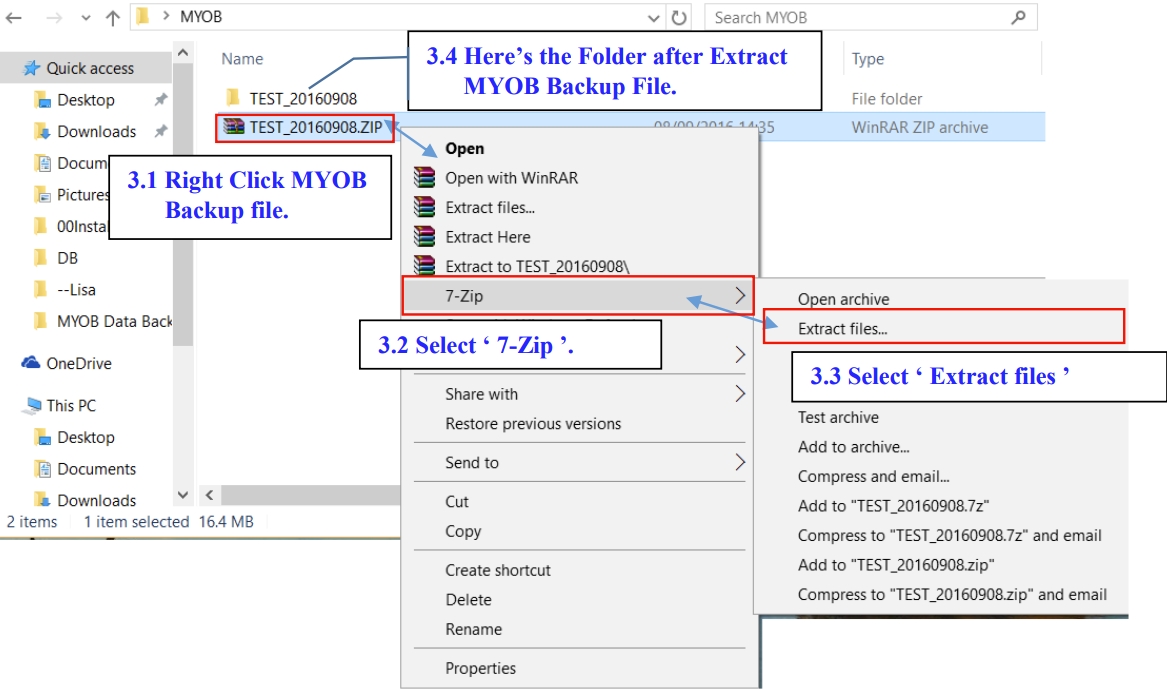 MYOB
Search MYOB
Name
Type
3.4 Here’s the Folder after Extract
MYOB Backup File.
Quick access
Desktop
Downloads
Docum
Pictures
00Instal
DB
--Lisa
MYOB Data Back
OneDrive
This PC
Desktop
Documents
Downloads
TEST_20160908
File folder
TEST_20160908.ZIP
08/09/2016 14:35
WinRAR ZIP archive
3.1 Right Click MYOB
Backup file.
Open
Open with WinRAR
Extract files...
Extract Here
Extract to TEST_20160908\
7-Zip
3.2 Select ‘ 7-Zip ’.
Share with
Restore previous versions
Send to
Cut
Copy
Create shortcut
Delete
Rename
Properties
Open archive
Extract files...
3.3 Select ‘ Extract files ’
Test archive
Add to archive...
Compress and email...
Add to "TEST_20160908.7z"
Compress to "TEST_20160908.7z" and email
Add to "TEST_20160908.zip"
Compress to "TEST_20160908.zip" and email
2 items
1 item selected 16.4 MB